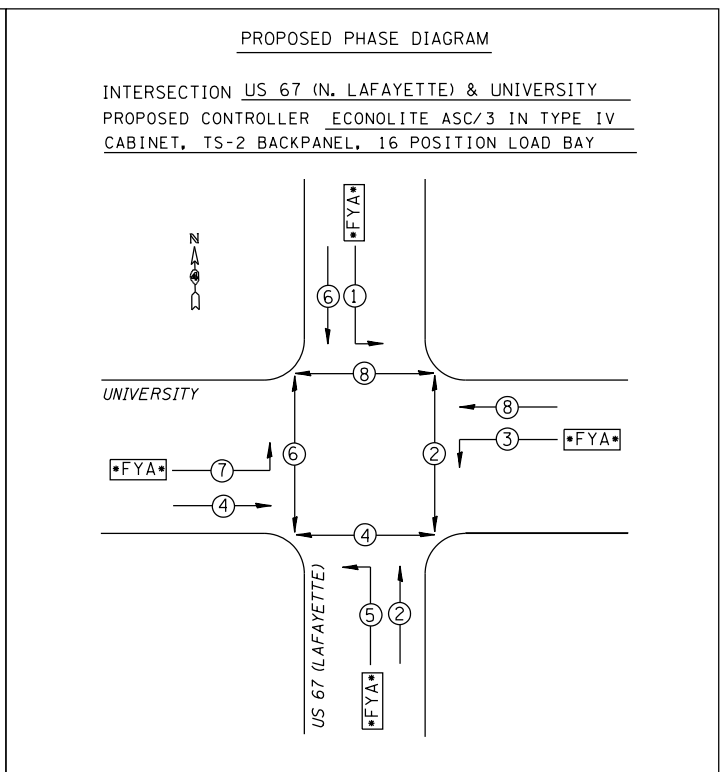 PROPOSED PHASE DIAGRAM
INTERSECTION US 67 (N. LAFAYETTE) & UNIVERSITY
PROPOSED CONTROLLER ECONOLITE ASC/3 IN TYPE IV
CABINET, TS-2 BACKPANEL, 16 POSITION LOAD BAY
*FYA*
N
6 1
8
UNIVERSITY
8
3 *FYA*
6 2
*FYA* 7
4
4
5 2
US 67 (LAFAYETTE)
*FYA*